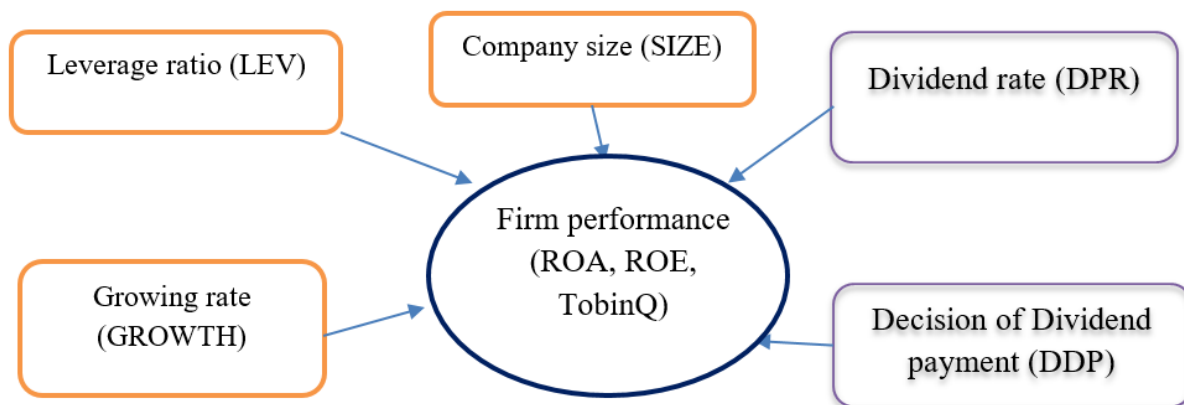 Leverage ratio (LEV)
Company size (SIZE)
Dividend rate (DPR)
Firm performance
(ROA, ROE,
TobinQ)
Growing rate
(GROWTH)
Decision of Dividend
payment (DDP)